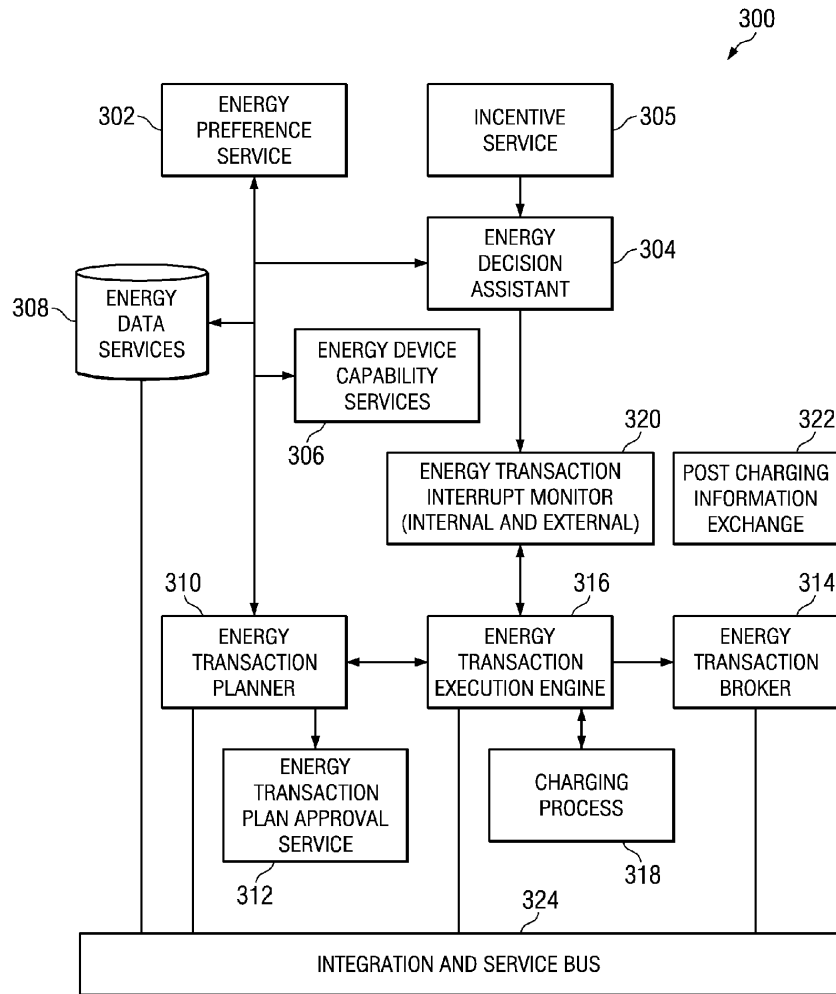 300
302
ENERGY
PREFERENCE
SERVICE
INCENTIVE
SERVICE
305
ENERGY
DECISION
ASSISTANT
304
308
ENERGY
DATA
SERVICES
ENERGY DEVICE
CAPABILITY
SERVICES
306
320
322
ENERGY TRANSACTION
INTERRUPT MONITOR
(INTERNAL AND EXTERNAL)
POST CHARGING
INFORMATION
EXCHANGE
310
316
314
ENERGY
TRANSACTION
PLANNER
ENERGY
TRANSACTION
EXECUTION ENGINE
ENERGY
TRANSACTION
BROKER
ENERGY
TRANSACTION
PLAN APPROVAL
SERVICE
312
CHARGING
PROCESS
318
324
INTEGRATION AND SERVICE BUS